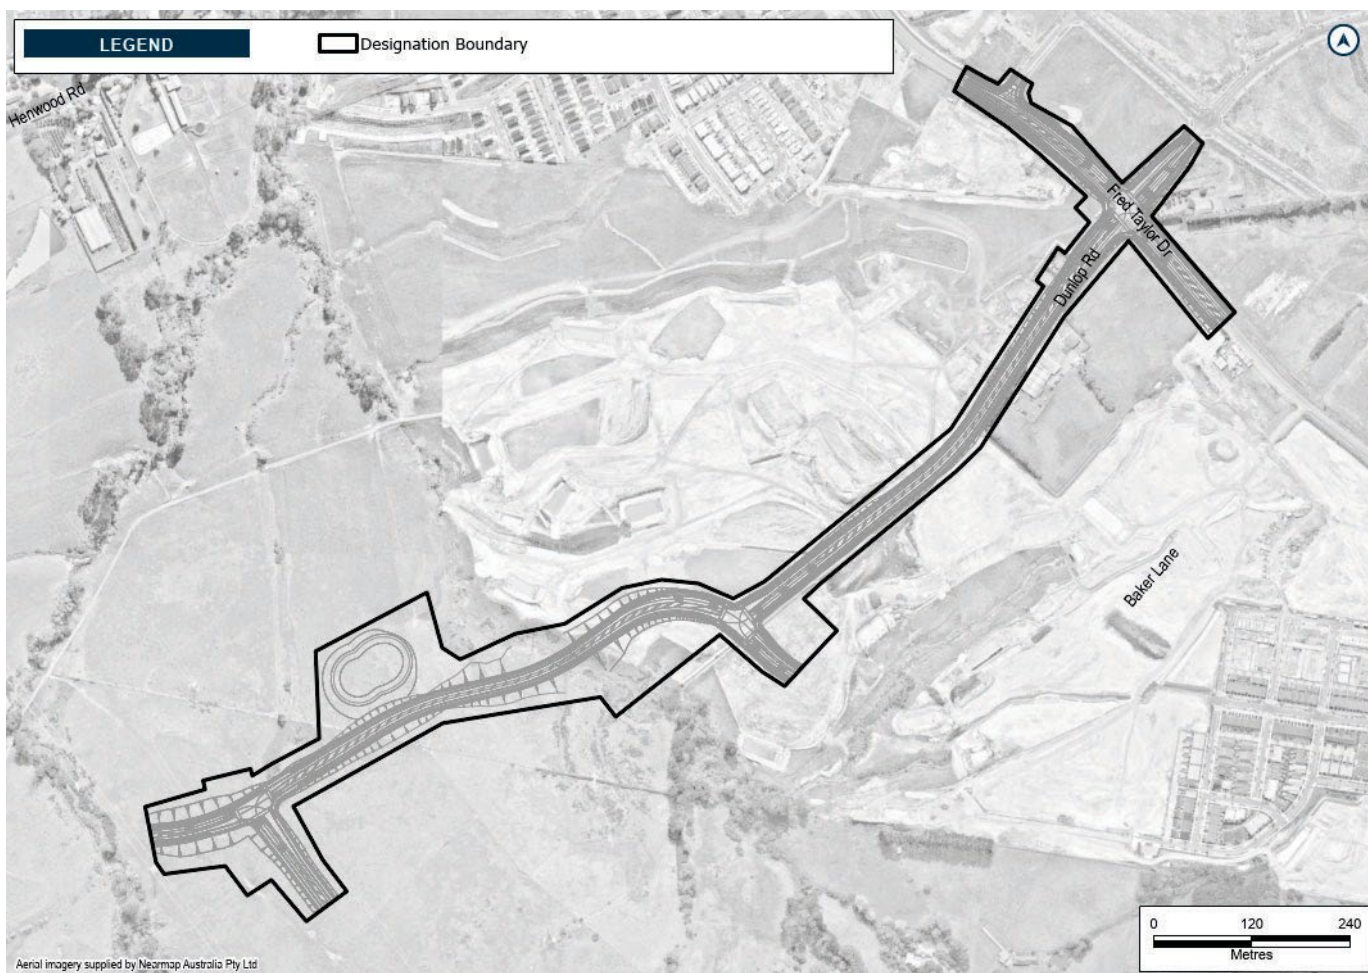 LEGEND
Designation Boundary
Henwood Rd
Fred Taylor Dr
Dunlop Rd
Baker Lane
0 120 240
Metres
Aerial imagery supplied by Nearmap Australia Pty Ltd